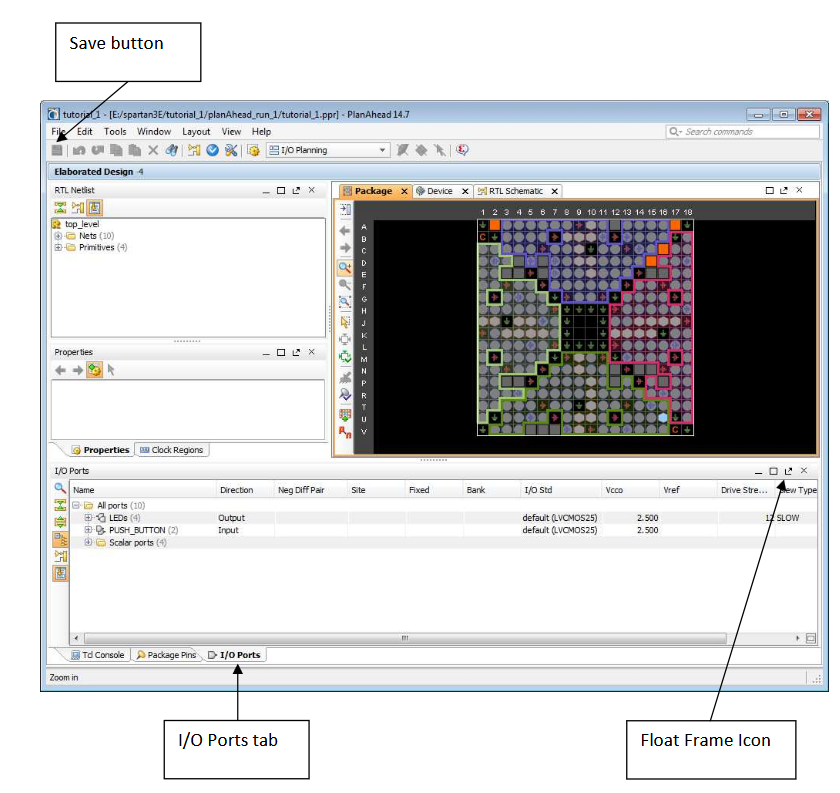 Save button
tutorial_1 - [E:/spartan3E/tutorial_1/planAhead_run_1/tutorial_1.ppr] - PlanAhead 14.7
File Edit Tools Window Layout View Help
Search commands
I/O Planning
Elaborated Design -4
RTL Netlist
Package Device RTL Schematic
top_level
Nets (10)
Primitives (4)
1 2 3 4 5 6 7 8 9 10 11 12 13 14 15 16 17 18
A
B
C
D
E
F
G
H
J
K
L
M
N
P
R
T
U
V
C
C
Properties
Properties Clock Regions
I/O Ports
Name Direction Neg Diff Pair Site Fixed Bank I/O Std Vcco Vref Drive Stre... Slew Type
All ports (10)
LEDs (4) Output default (LVCMOS25) 2.500 12 SLOW
PUSH_BUTTON (2) Input default (LVCMOS25) 2.500
Scalar ports (4)
Tcl Console Package Pins I/O Ports
Zoom in
I/O Ports tab
Float Frame Icon